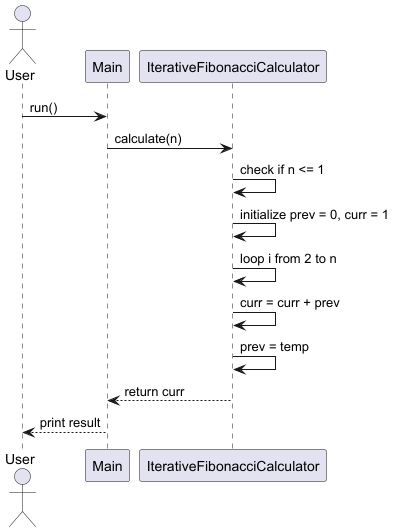 User
Main
IterativeFibonacciCalculator
run()
calculate(n)
check if n <= 1
initialize prev = 0, curr = 1
loop i from 2 to n
curr = curr + prev
prev = temp
return curr
print result
User
Main
IterativeFibonacciCalculator